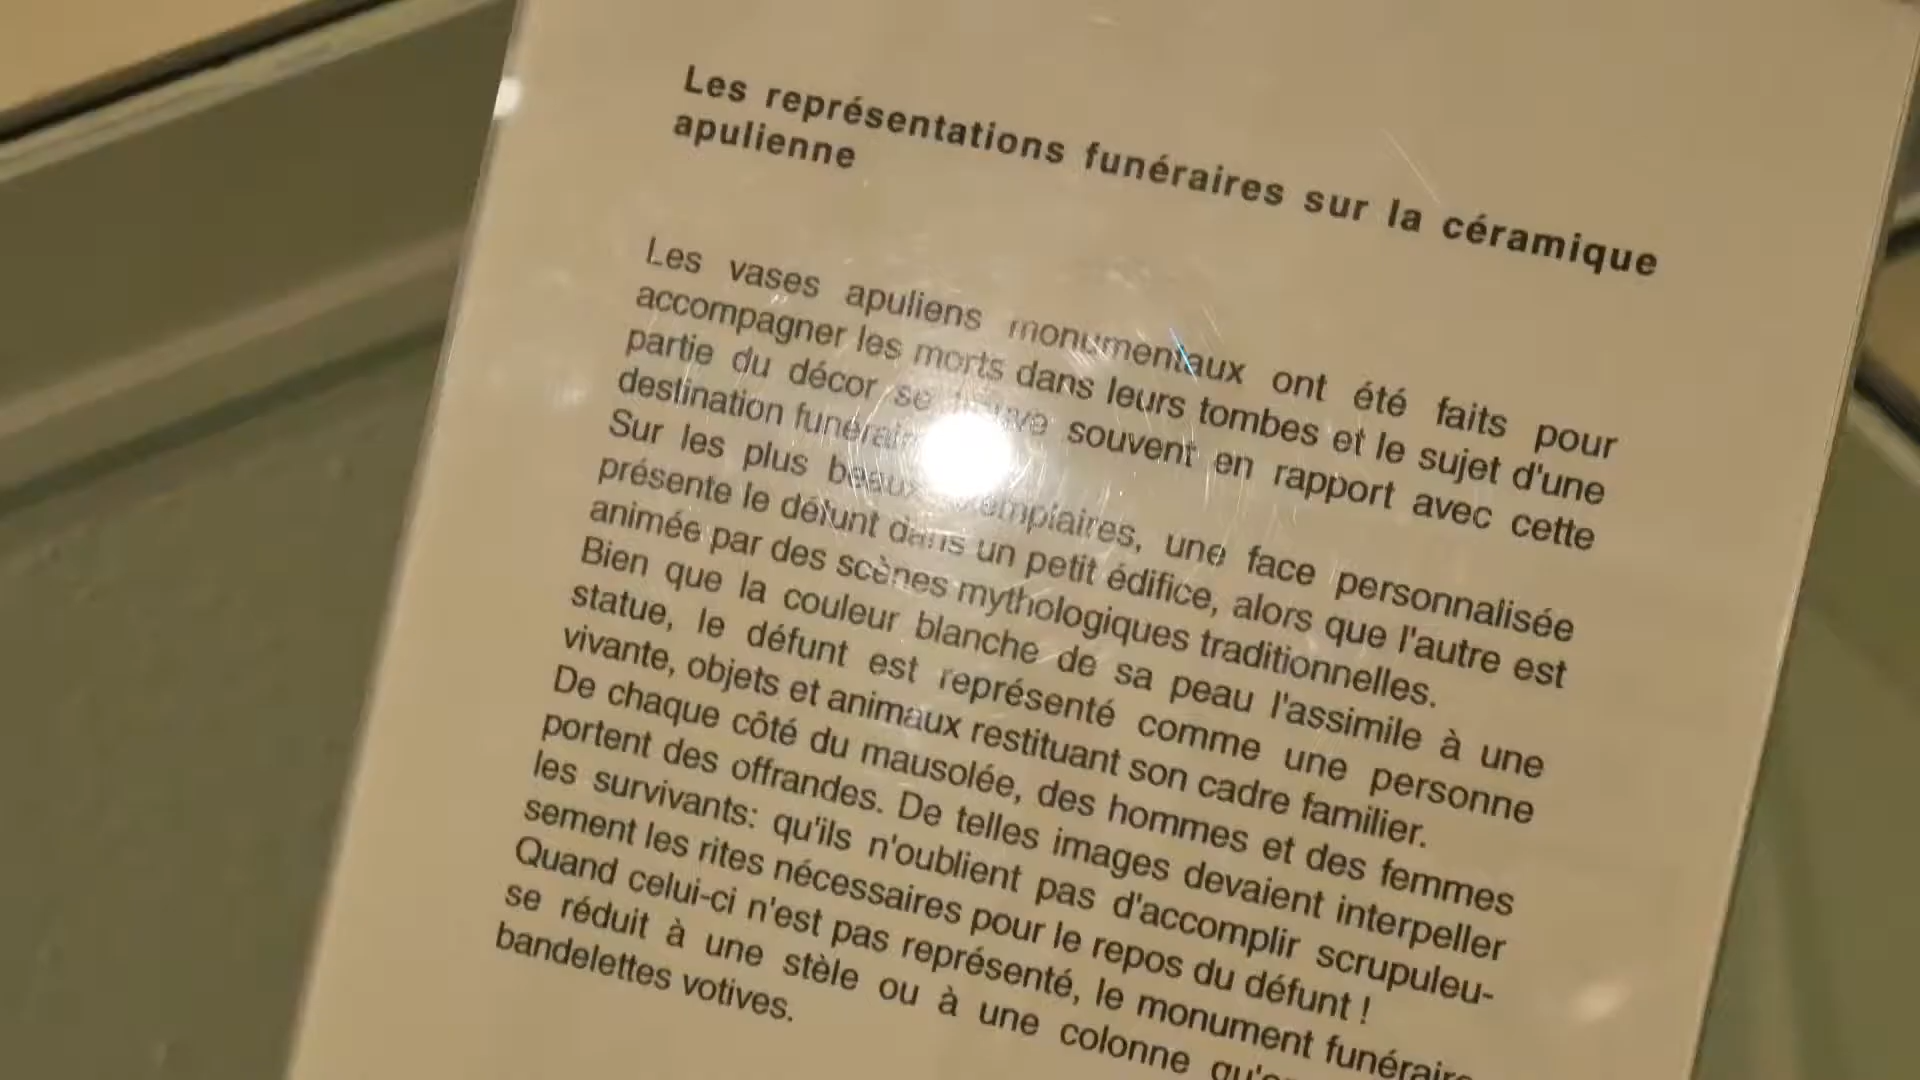 Les représentations funéraires sur la céramique
apulienne
Les vases apuliens monumentaux ont été faits pour
accompagner les morts dans leurs tombes et le sujet d'une
partie du décor se trouve souvent en rapport avec cette
destination funéraire
Sur les plus beaux exemplaires, une face personnalisée
présente le défunt dans un petit édifice, alors que l'autre est
animée par des scènes mythologiques traditionnelles.
Bien que la couleur blanche de sa peau l'assimile à une
statue, le défunt est représenté comme une personne
vivante, objets et animaux restituant son cadre familier.
De chaque côté du mausolée, des hommes et des femmes
portent des offrandes. De telles images devaient interpeller
les survivants: qu'ils n'oublient pas d'accomplir scrupuleu-
sement les rites nécessaires pour le repos du défunt !
Quand celui-ci n'est pas représenté, le monument funéraire
se réduit à une stèle ou à une colonne
bandelettes votives.